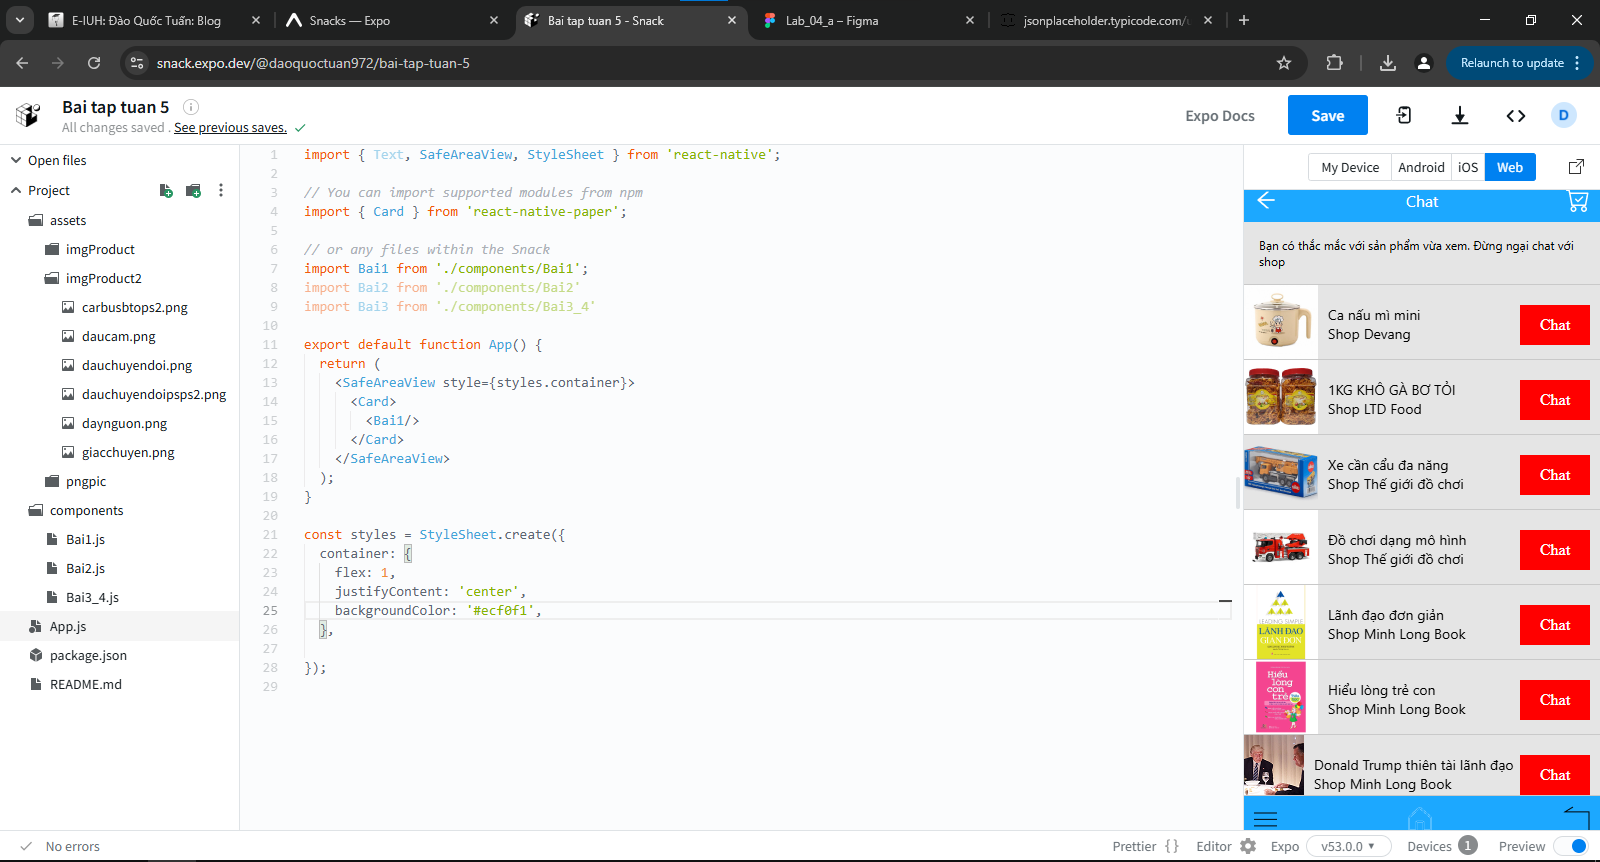 E-IUH: Đào Quốc Tuấn: Blog
Snacks — Expo
Bai tap tuan 5 - Snack
Lab_04_a – Figma
jsonplaceholder.typicode.com/u
snack.expo.dev/@daoquoctuan972/bai-tap-tuan-5
Relaunch to update
Bai tap tuan 5
All changes saved . See previous saves.
Expo Docs
Save
D
Open files
Project
assets
imgProduct
imgProduct2
carbusbtops2.png
daucam.png
dauchuyendoi.png
dauchuyendoipsps2.png
daynguon.png
giacchuyen.png
pngpic
components
Bai1.js
Bai2.js
Bai3_4.js
App.js
package.json
README.md
1 import { Text, SafeAreaView, StyleSheet } from 'react-native';
2
3 // You can import supported modules from npm
4 import { Card } from 'react-native-paper';
5
6 // or any files within the Snack
7 import Bai1 from './components/Bai1';
8 import Bai2 from './components/Bai2'
9 import Bai3 from './components/Bai3_4'
10
11 export default function App() {
12 return (
13 <SafeAreaView style={styles.container}>
14 <Card>
15 <Bai1/>
16 </Card>
17 </SafeAreaView>
18 );
19 }
20
21 const styles = StyleSheet.create({
22 container: {
23 flex: 1,
24 justifyContent: 'center',
25 backgroundColor: '#ecf0f1',
26 },
27
28 });
29
My Device
Android
iOS
Web
Chat
Bạn có thắc mắc với sản phẩm vừa xem. Đừng ngại chat với
shop
Ca nấu mì mini
Shop Devang
Chat
1KG KHÔ GÀ BƠ TỎI
Shop LTD Food
Chat
Xe cần cẩu đa năng
Shop Thế giới đồ chơi
Chat
Đồ chơi dạng mô hình
Shop Thế giới đồ chơi
Chat
LEADING SIMPLE
LÃNH ĐẠO
GIẢN ĐƠN
Lãnh đạo đơn giản
Shop Minh Long Book
Chat
Hiểu
lòng
con
trẻ
Hiểu lòng trẻ con
Shop Minh Long Book
Chat
Donald Trump thiên tài lãnh đạo
Shop Minh Long Book
Chat
No errors
Prettier { }
Editor
Expo
v53.0.0
Devices
1
Preview